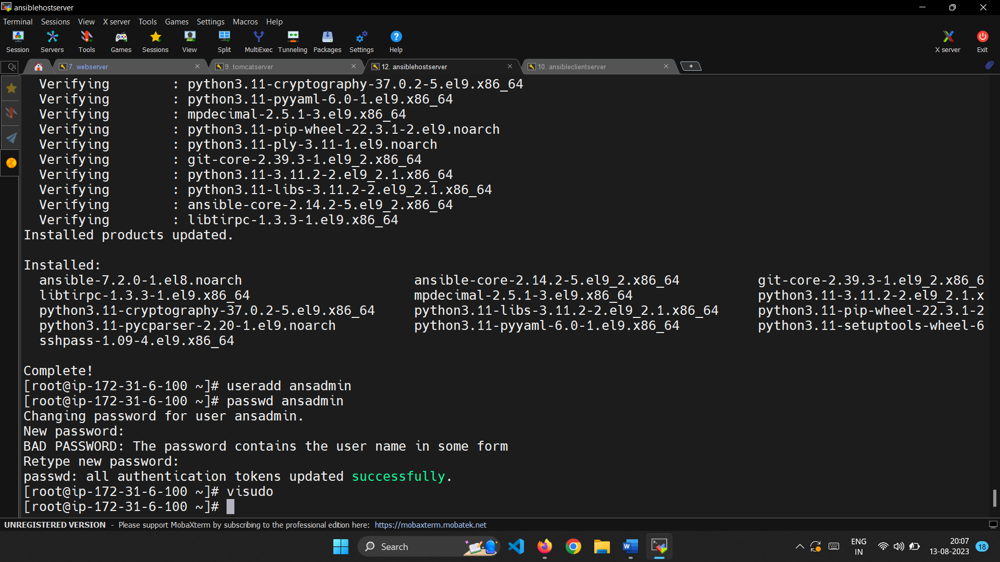 ansiblehostserver
Terminal Sessions View X server Tools Games Settings Macros Help
Session Servers Tools Games Sessions View Split MultiExec Tunneling Packages Settings Help X server Exit
Qu 7. webserver 9. tomcatserver 12. ansiblehostserver 10. ansibleclientserver
Verifying : python3.11-cryptography-37.0.2-5.el9.x86_64
Verifying : python3.11-pyyaml-6.0-1.el9.x86_64
Verifying : mpdecimal-2.5.1-3.el9.x86_64
Verifying : python3.11-pip-wheel-22.3.1-2.el9.noarch
Verifying : python3.11-ply-3.11-1.el9.noarch
Verifying : git-core-2.39.3-1.el9_2.x86_64
Verifying : python3.11-3.11.2-2.el9_2.1.x86_64
Verifying : python3.11-libs-3.11.2-2.el9_2.1.x86_64
Verifying : ansible-core-2.14.2-5.el9_2.x86_64
Verifying : libtirpc-1.3.3-1.el9.x86_64
Installed products updated.
Installed:
ansible-7.2.0-1.el8.noarch ansible-core-2.14.2-5.el9_2.x86_64 git-core-2.39.3-1.el9_2.x86_6
libtirpc-1.3.3-1.el9.x86_64 mpdecimal-2.5.1-3.el9.x86_64 python3.11-3.11.2-2.el9_2.1.x
python3.11-cryptography-37.0.2-5.el9.x86_64 python3.11-libs-3.11.2-2.el9_2.1.x86_64 python3.11-pip-wheel-22.3.1-2
python3.11-pycparser-2.20-1.el9.noarch python3.11-pyyaml-6.0-1.el9.x86_64 python3.11-setuptools-wheel-6
sshpass-1.09-4.el9.x86_64
Complete!
[root@ip-172-31-6-100 ~]# useradd ansadmin
[root@ip-172-31-6-100 ~]# passwd ansadmin
Changing password for user ansadmin.
New password:
BAD PASSWORD: The password contains the user name in some form
Retype new password:
passwd: all authentication tokens updated successfully.
[root@ip-172-31-6-100 ~]# visudo
[root@ip-172-31-6-100 ~]#
UNREGISTERED VERSION - Please support MobaXterm by subscribing to the professional edition here: https://mobaxterm.mobatek.net
Search
ENG
IN
20:07
13-08-2023
18